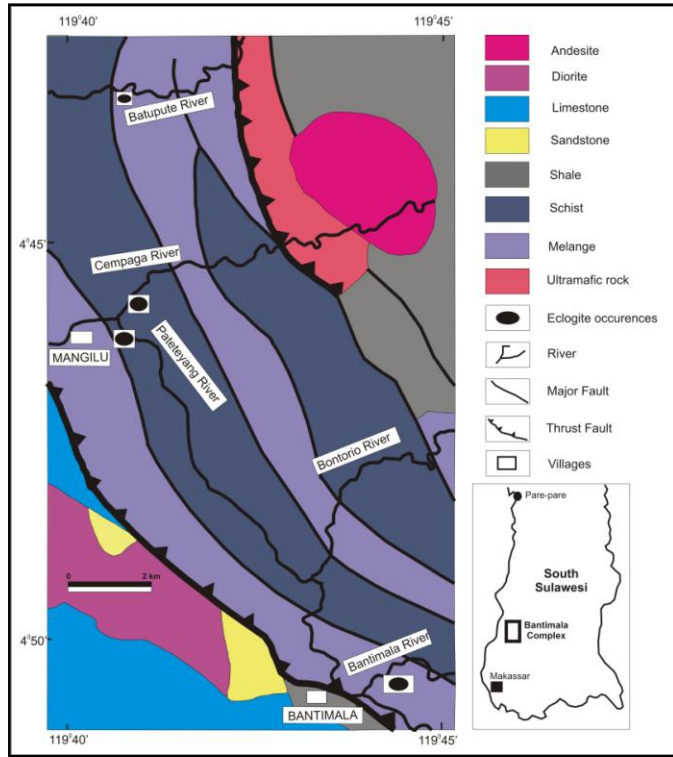 119°40'
119°45'
Batupute River
4°45'
Cempaga River
MANGILU
Pateteyang River
Bontorio River
0 2 km
4°50'
Bantimala River
BANTIMALA
119°40'
119°45'
Andesite
Diorite
Limestone
Sandstone
Shale
Schist
Melange
Ultramafic rock
Eclogite occurences
River
Major Fault
Thrust Fault
Villages
Pare-pare
South
Sulawesi
Bantimala
Complex
Makassar